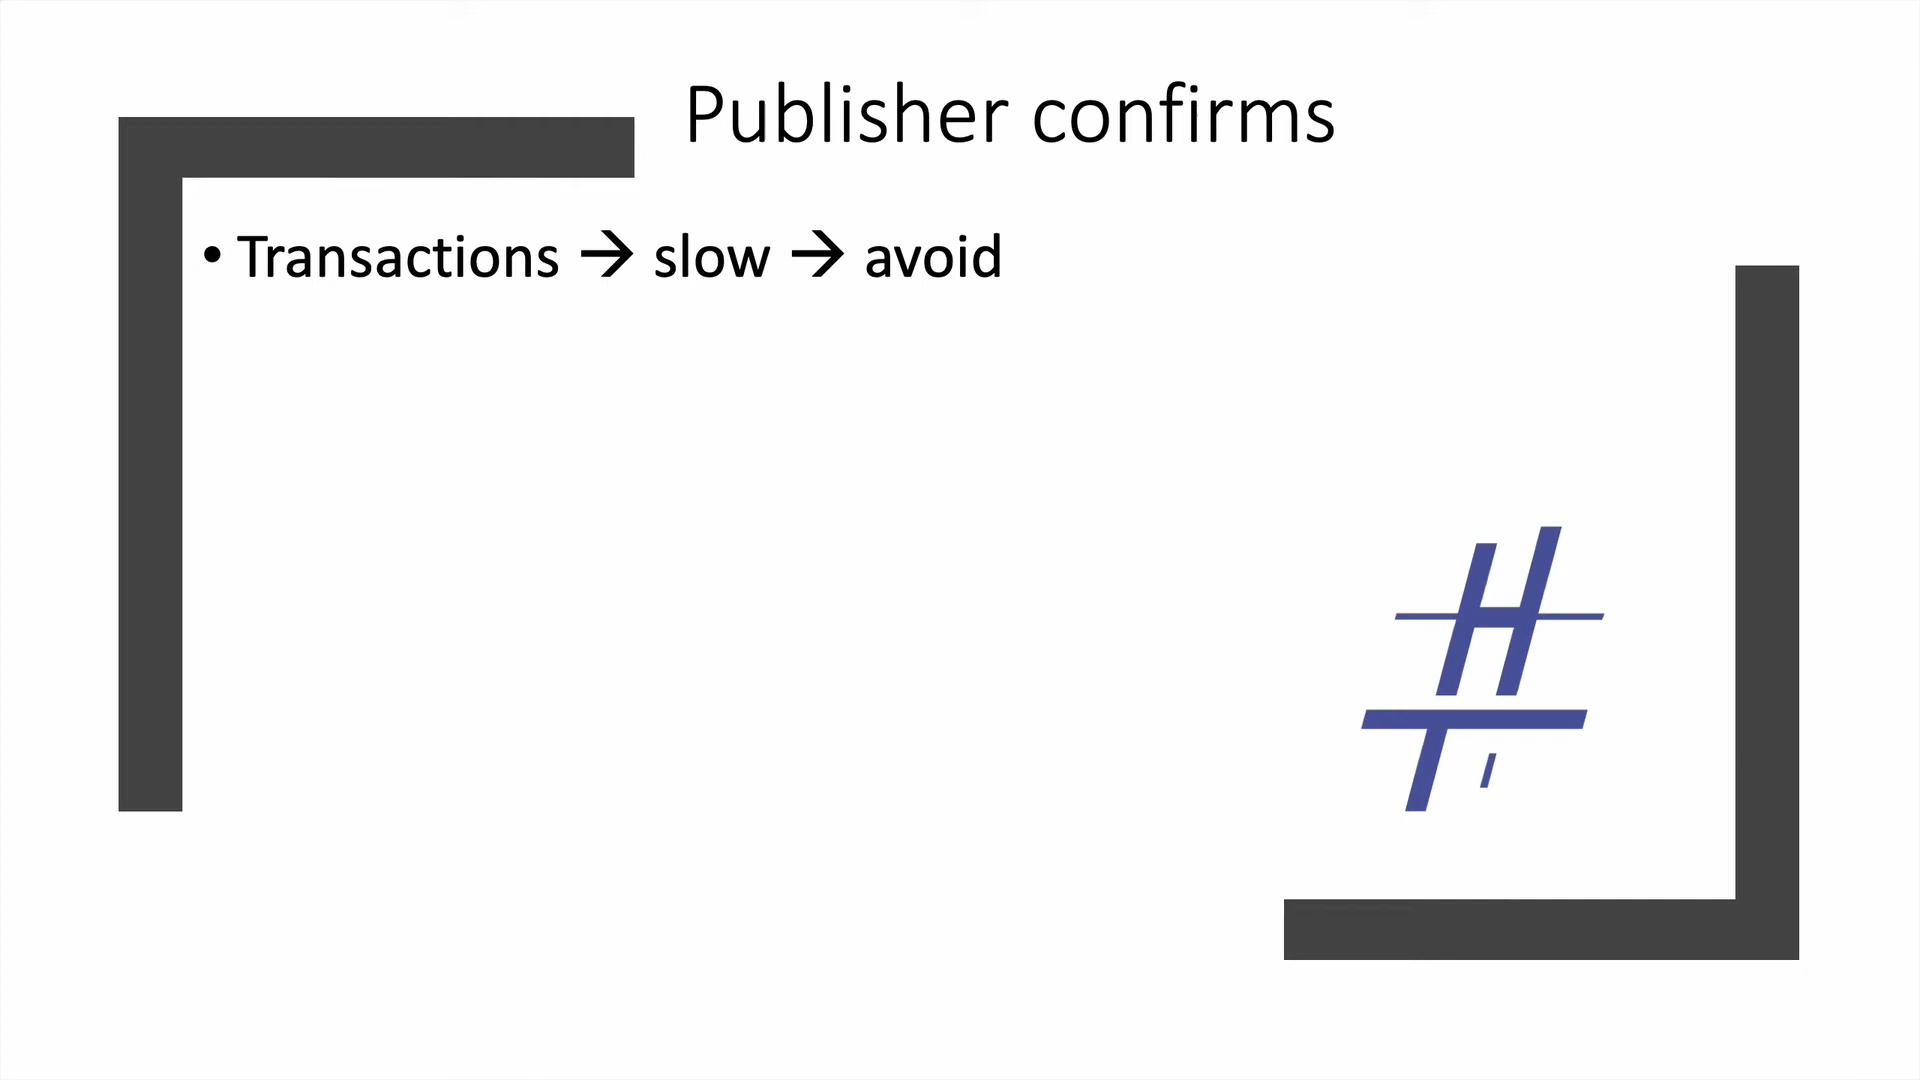 Publisher confirms
• Transactions → slow → avoid